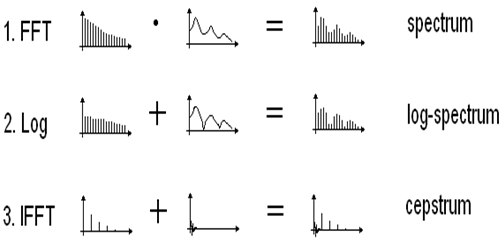 1. FFT · = spectrum
2. Log + = log-spectrum
3. IFFT + = cepstrum